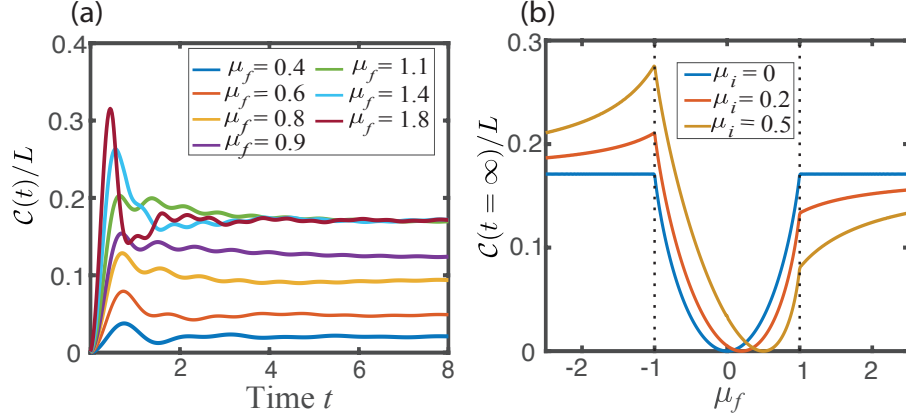 (a)
C(t)/L
0.4
0.3
0.2
0.1
0
μ_f = 0.4
μ_f = 0.6
μ_f = 0.8
μ_f = 0.9
μ_f = 1.1
μ_f = 1.4
μ_f = 1.8
2
4
6
8
Time t
(b)
C(t = ∞)/L
0.3
0.2
0.1
0
μ_i = 0
μ_i = 0.2
μ_i = 0.5
-2
-1
0
1
2
μ_f